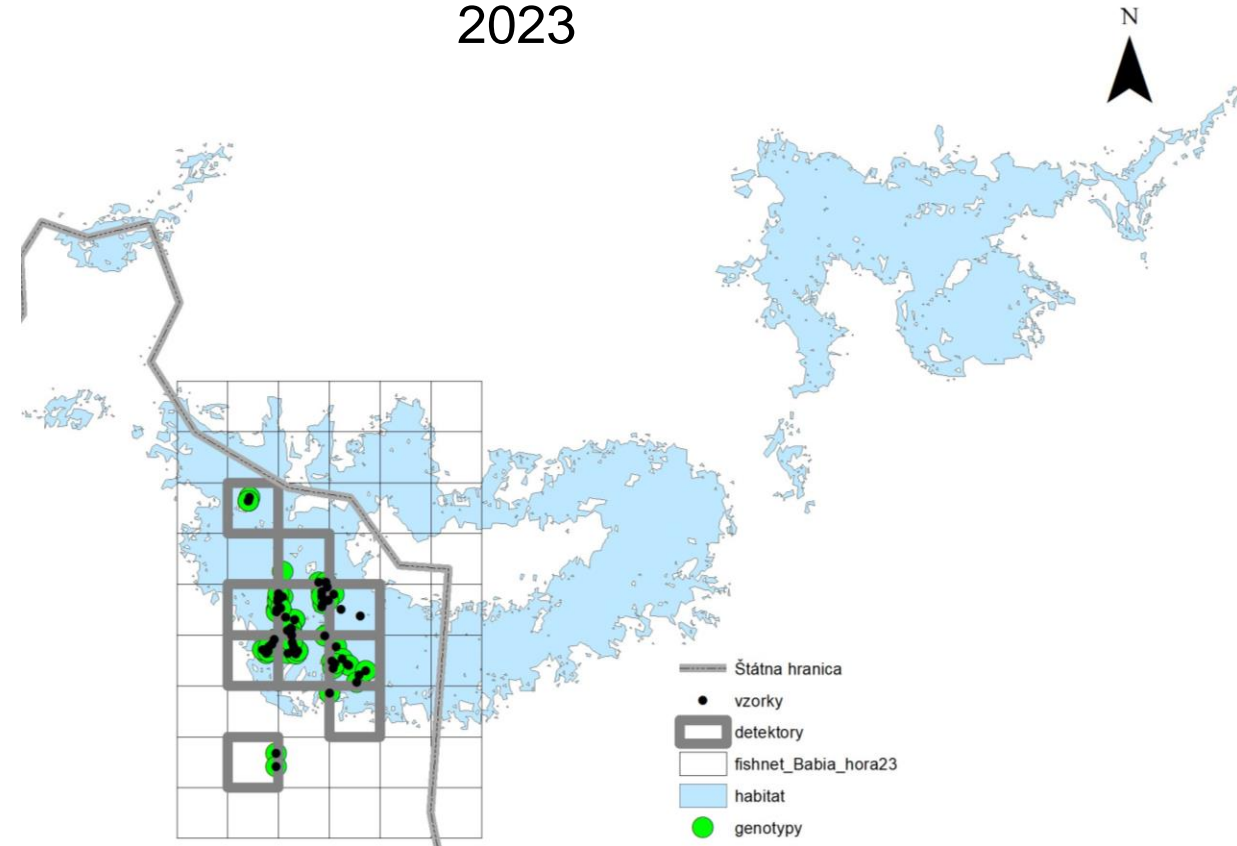 2023
N
Štátna hranica
vzorky
detektory
fishnet_Babia_hora23
habitat
genotypy